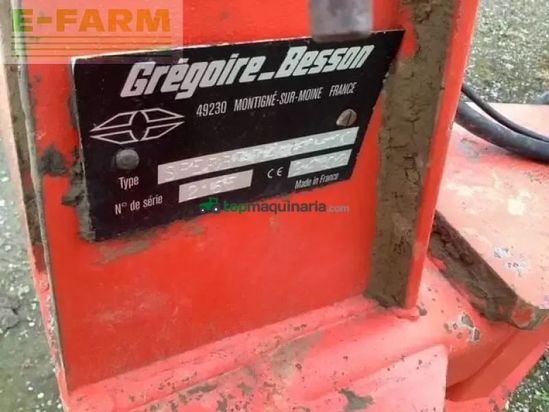 E-FARM
Grégoire_Besson
49230 MONTIGNÉ-SUR-MOINE FRANCE
Type
N° de série CE Made in France
topmaquinaria.com